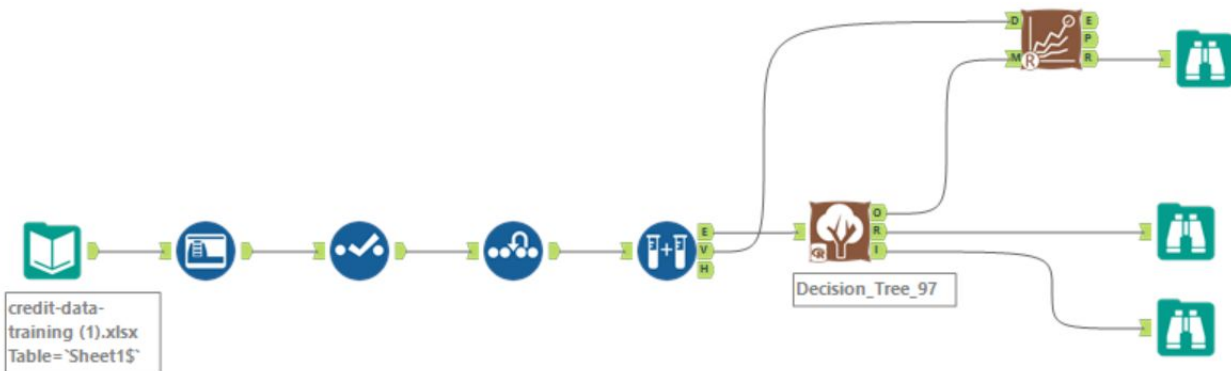 D
E
P
M
R
R
E
V
H
O
R
I
R
credit-data-
training (1).xlsx
Table=`Sheet1$`
Decision_Tree_97